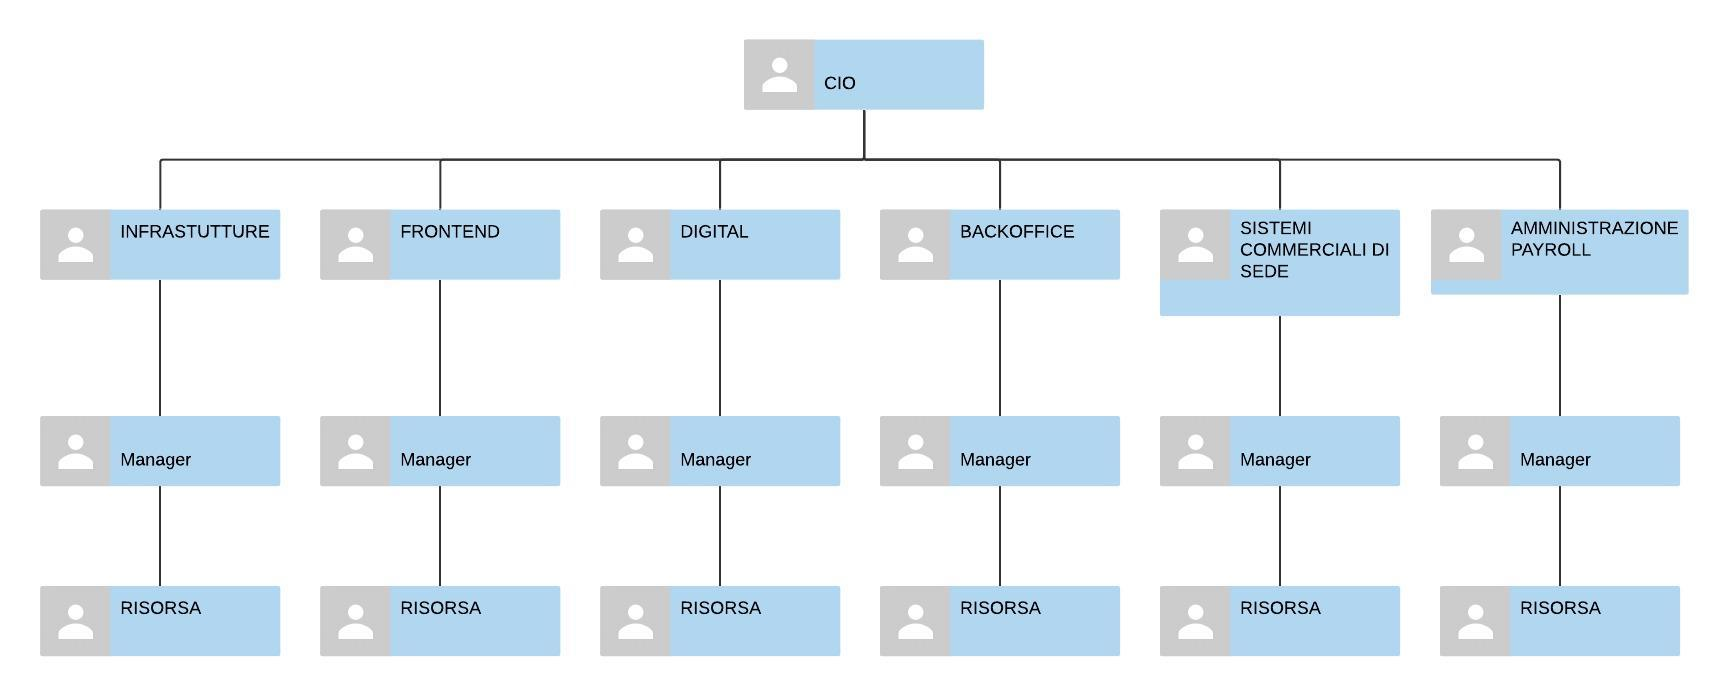 CIO
INFRASTUTTURE
FRONTEND
DIGITAL
BACKOFFICE
SISTEMI
COMMERCIALI DI
SEDE
AMMINISTRAZIONE
PAYROLL
Manager
Manager
Manager
Manager
Manager
Manager
RISORSA
RISORSA
RISORSA
RISORSA
RISORSA
RISORSA